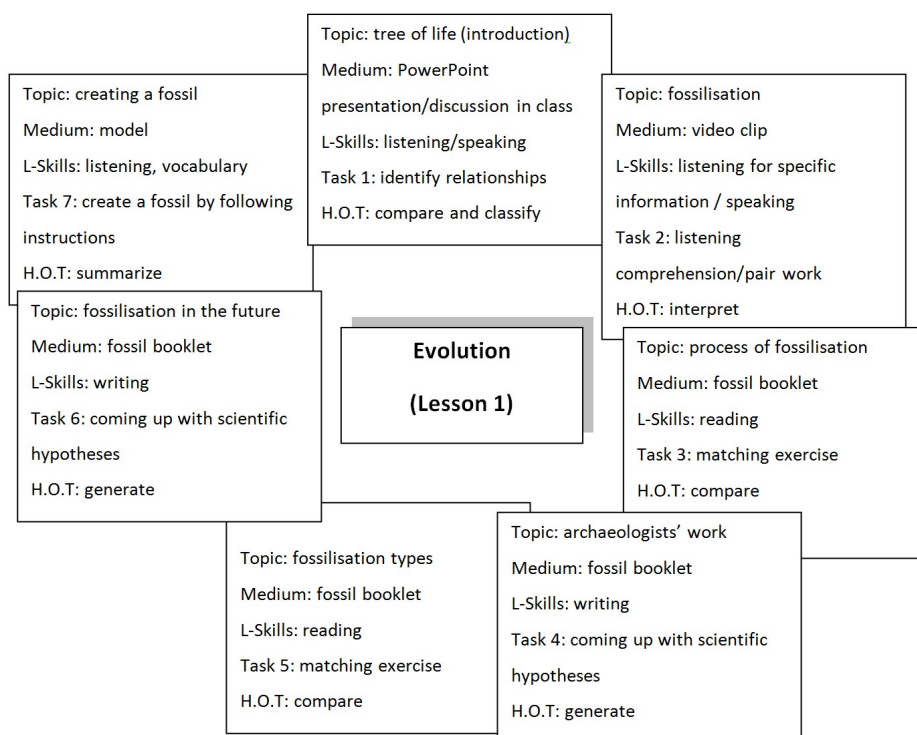 Topic: tree of life (introduction)
Medium: PowerPoint
presentation/discussion in class
L-Skills: listening/speaking
Task 1: identify relationships
H.O.T: compare and classify
Topic: fossilisation
Medium: video clip
L-Skills: listening for specific
information / speaking
Task 2: listening
comprehension/pair work
H.O.T: interpret
Topic: process of fossilisation
Medium: fossil booklet
L-Skills: reading
Task 3: matching exercise
H.O.T: compare
Topic: archaeologists’ work
Medium: fossil booklet
L-Skills: writing
Task 4: coming up with scientific
hypotheses
H.O.T: generate
Topic: fossilisation types
Medium: fossil booklet
L-Skills: reading
Task 5: matching exercise
H.O.T: compare
Topic: fossilisation in the future
Medium: fossil booklet
L-Skills: writing
Task 6: coming up with scientific
hypotheses
H.O.T: generate
Topic: creating a fossil
Medium: model
L-Skills: listening, vocabulary
Task 7: create a fossil by following
instructions
H.O.T: summarize
Evolution
(Lesson 1)